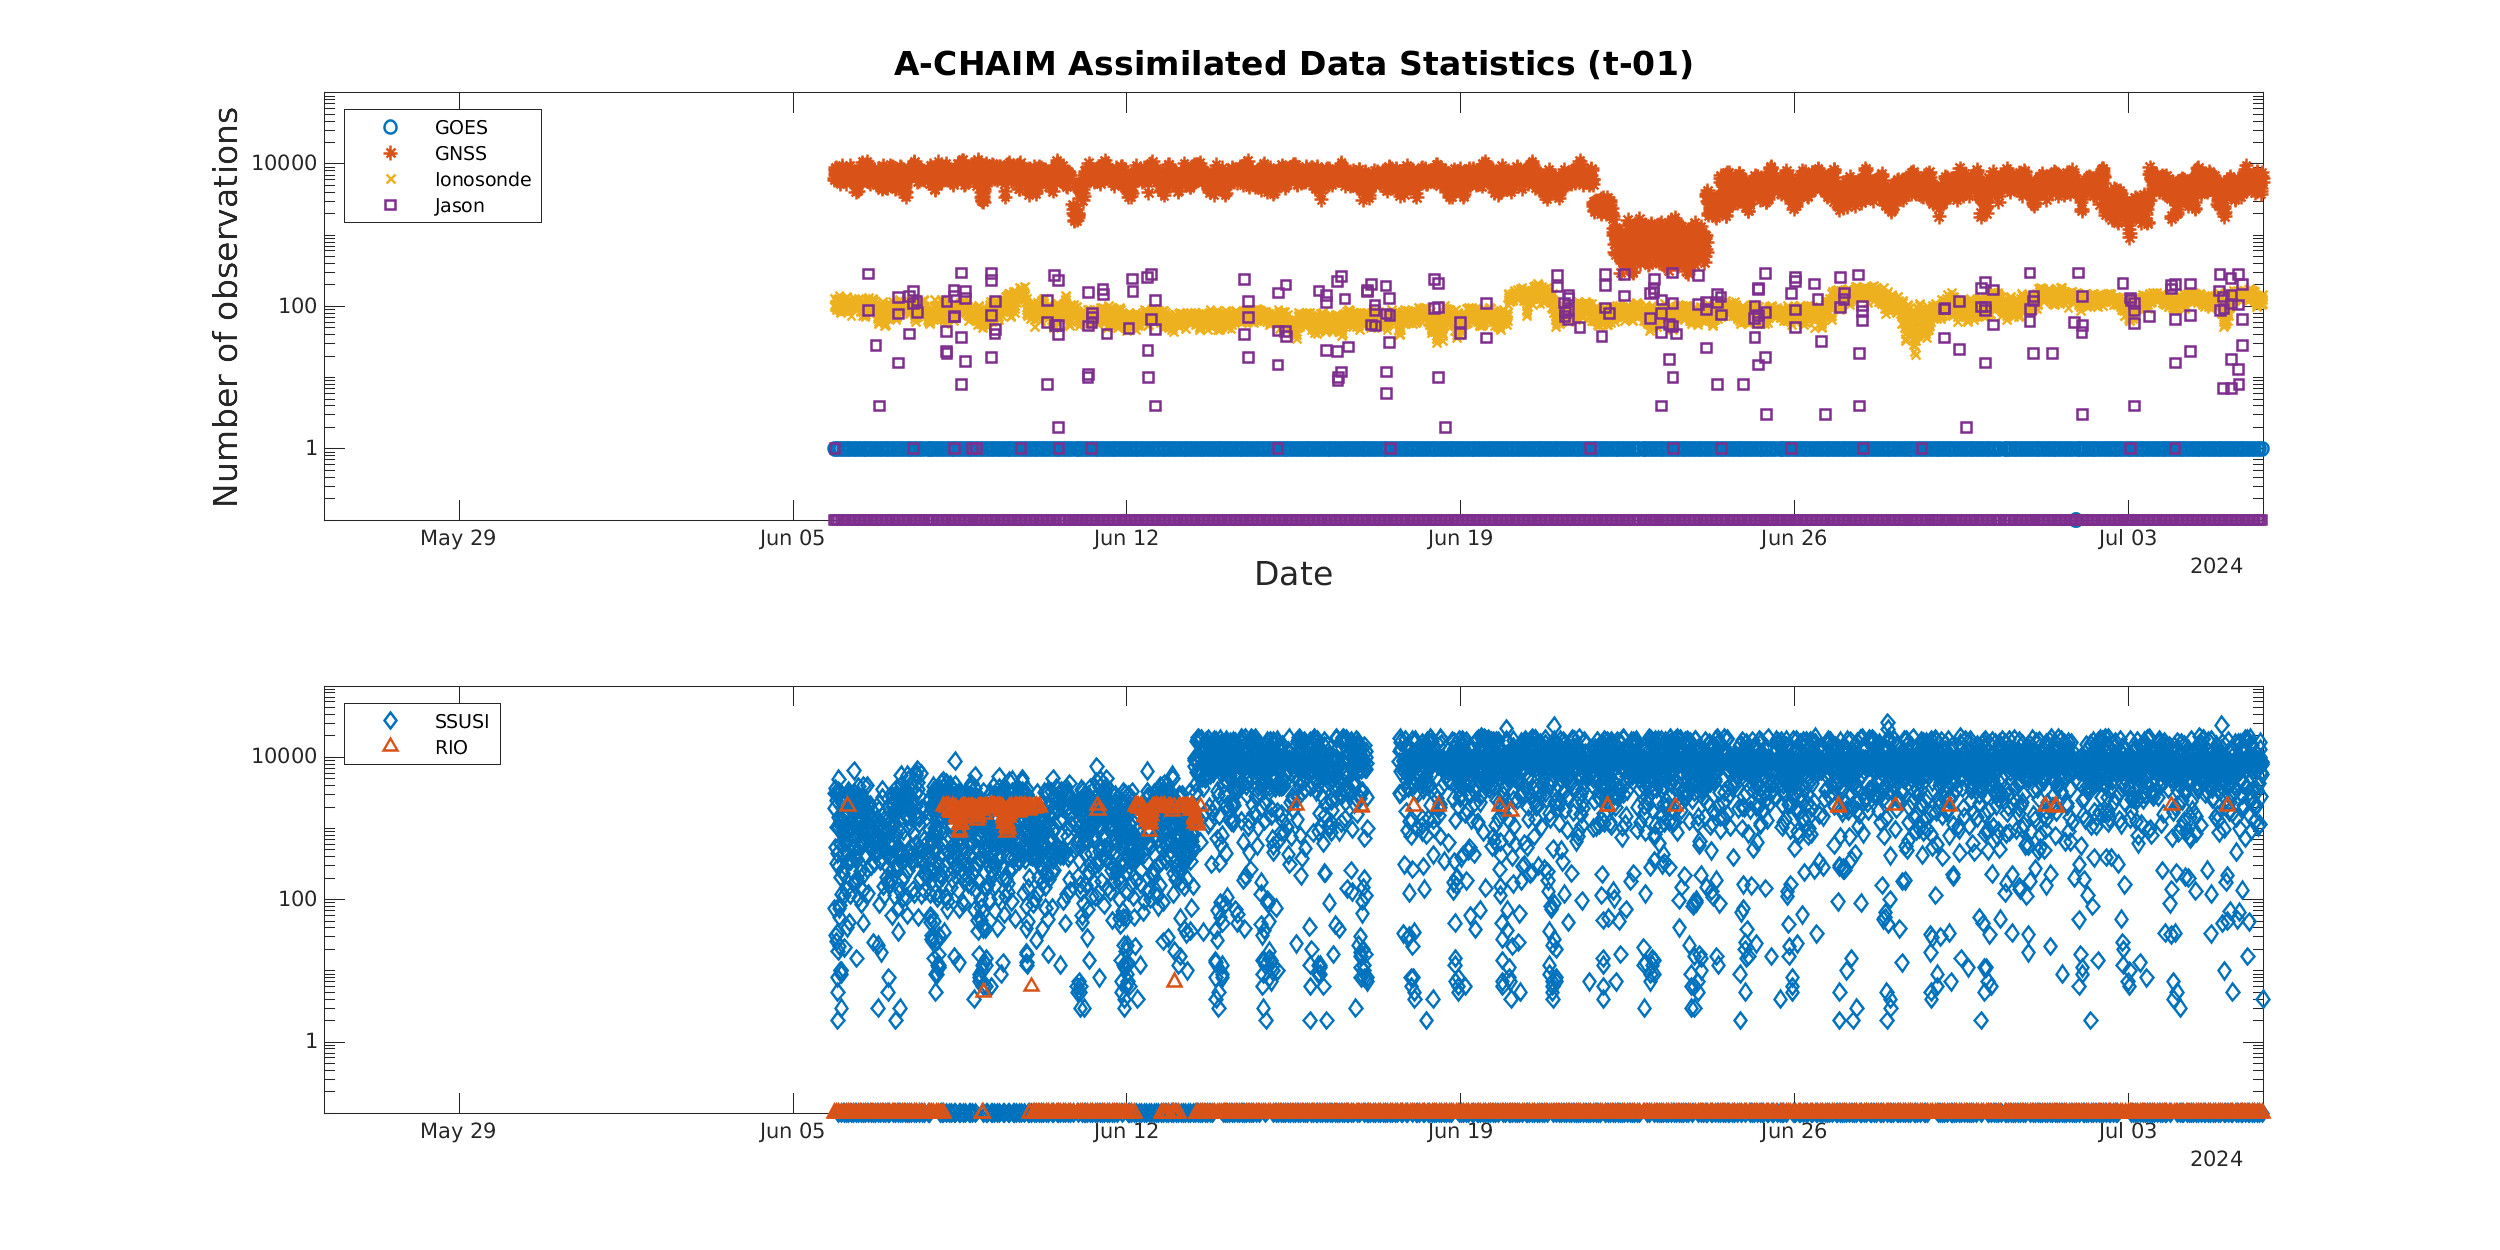 A-CHAIM Assimilated Data Statistics (t-01)
Number of observations
10000
100
1
GOES
GNSS
Ionosonde
Jason
May 29
Jun 05
Jun 12
Jun 19
Jun 26
Jul 03
2024
Date
10000
100
1
SSUSI
RIO
May 29
Jun 05
Jun 12
Jun 19
Jun 26
Jul 03
2024